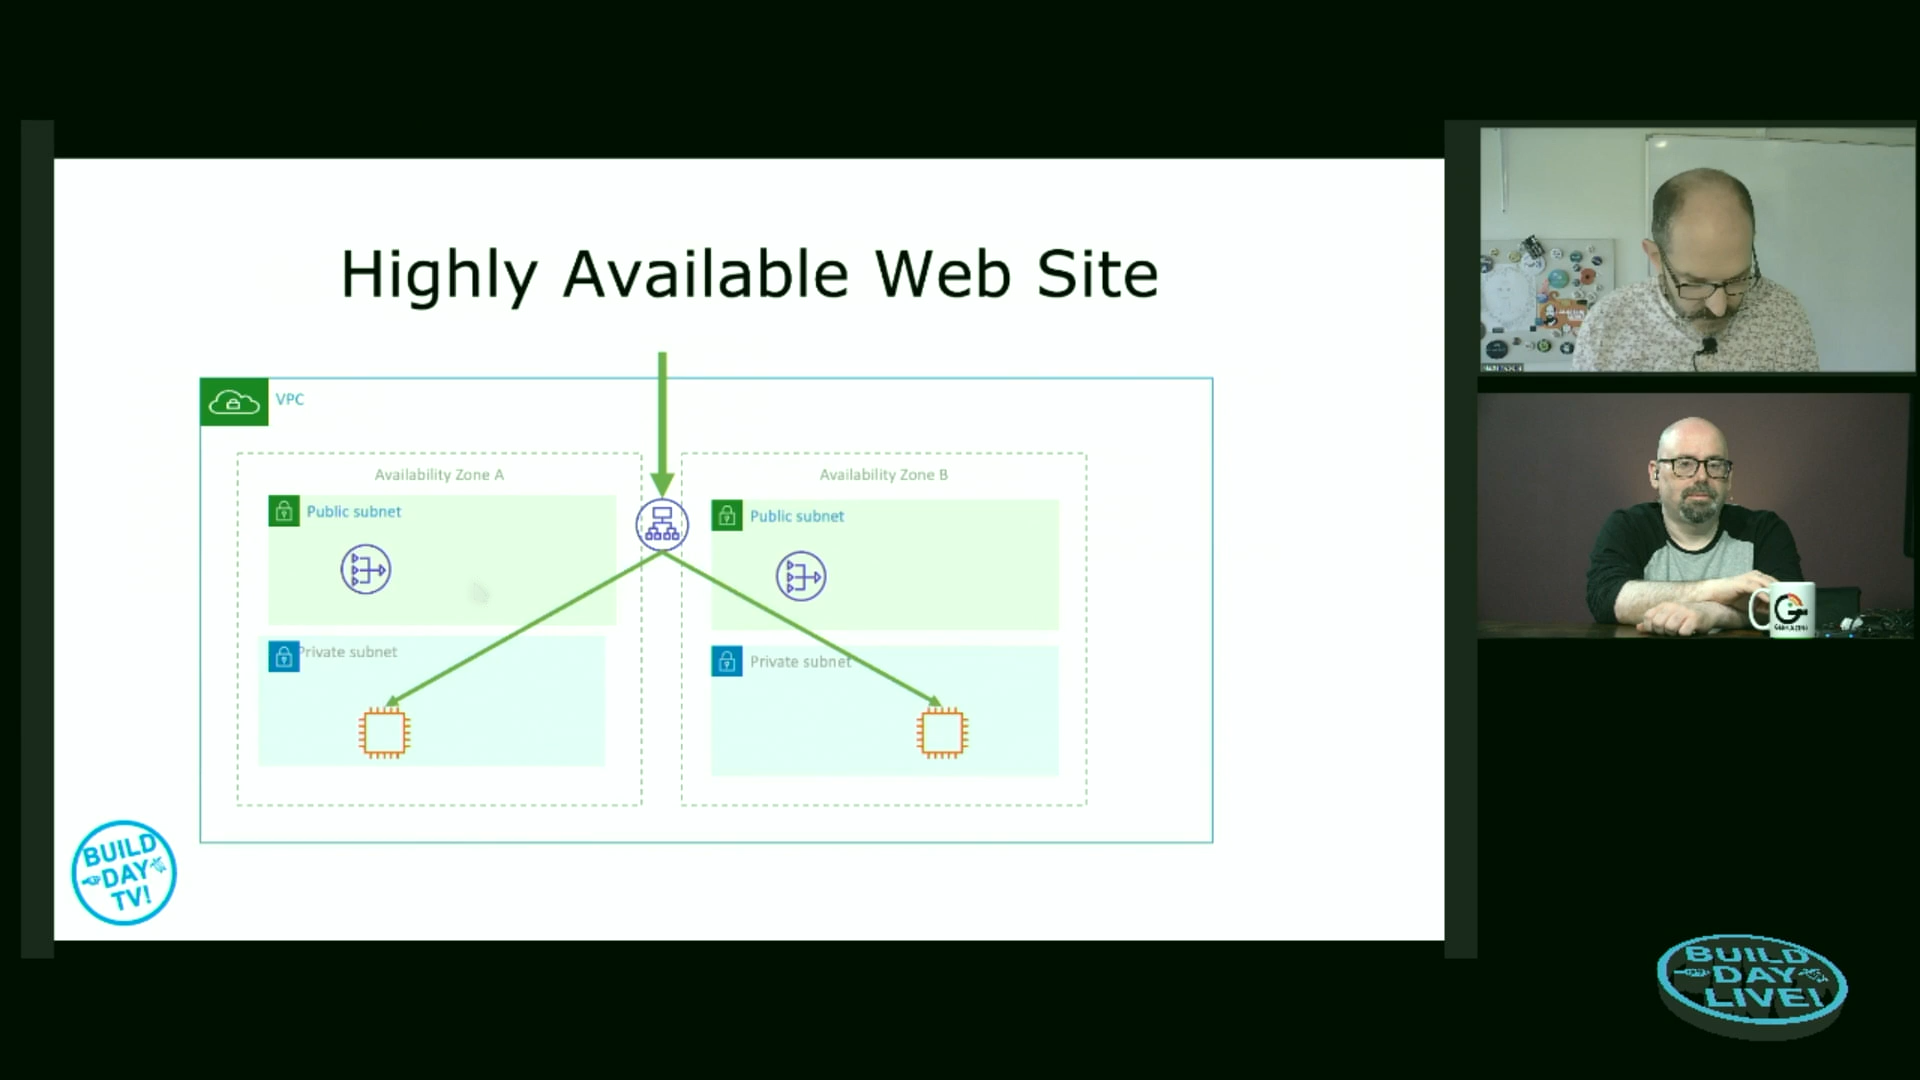 Highly Available Web Site
VPC
Availability Zone A
Availability Zone B
Public subnet
Public subnet
Private subnet
Private subnet
BUILD
DAY
TV!
BUILD
DAY
LIVE!